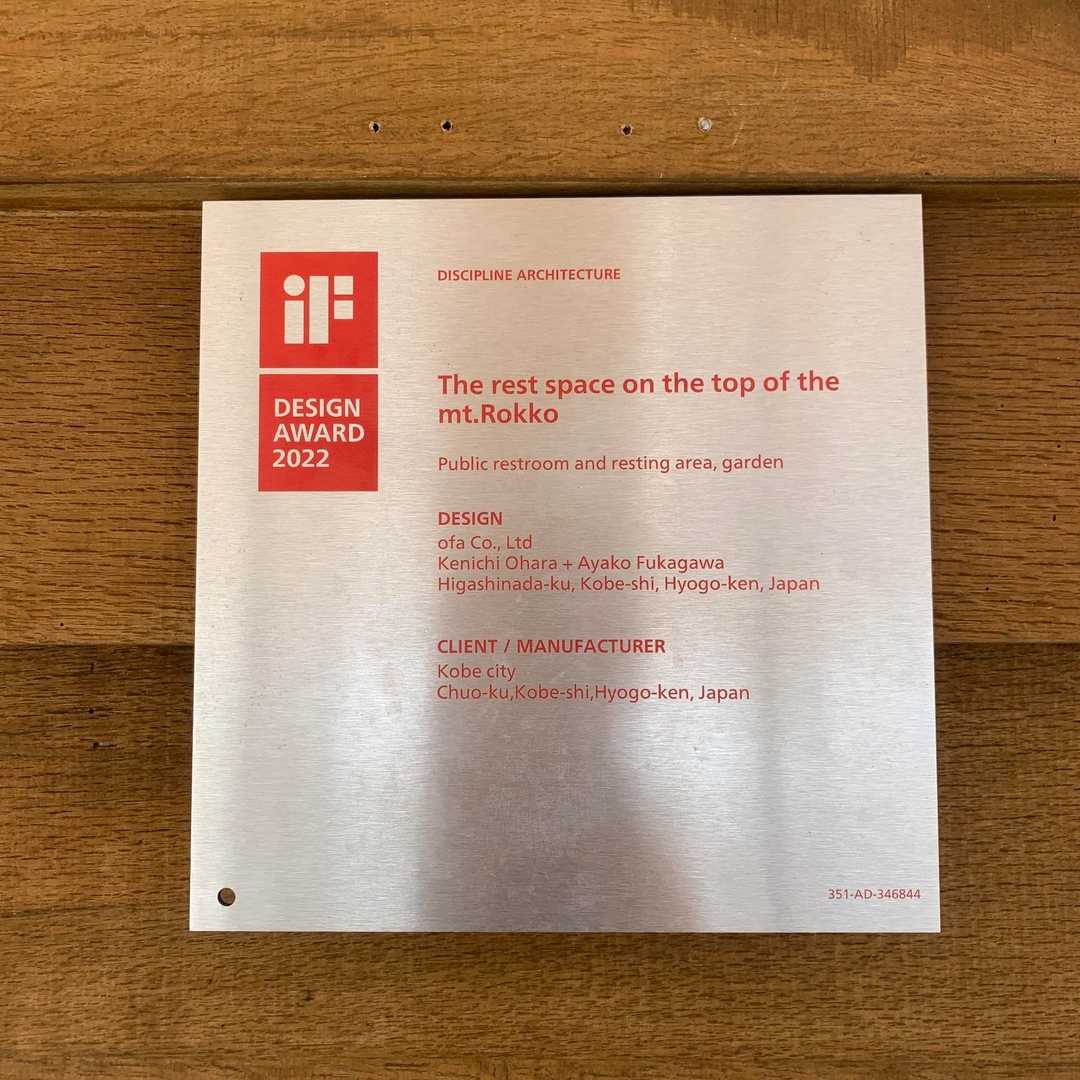 iF
DISCIPLINE ARCHITECTURE
DESIGN
AWARD
2022
The rest space on the top of the
mt.Rokko
Public restroom and resting area, garden
DESIGN
ofa Co., Ltd
Kenichi Ohara + Ayako Fukagawa
Higashinada-ku, Kobe-shi, Hyogo-ken, Japan
CLIENT / MANUFACTURER
Kobe city
Chuo-ku,Kobe-shi,Hyogo-ken, Japan
351-AD-346844